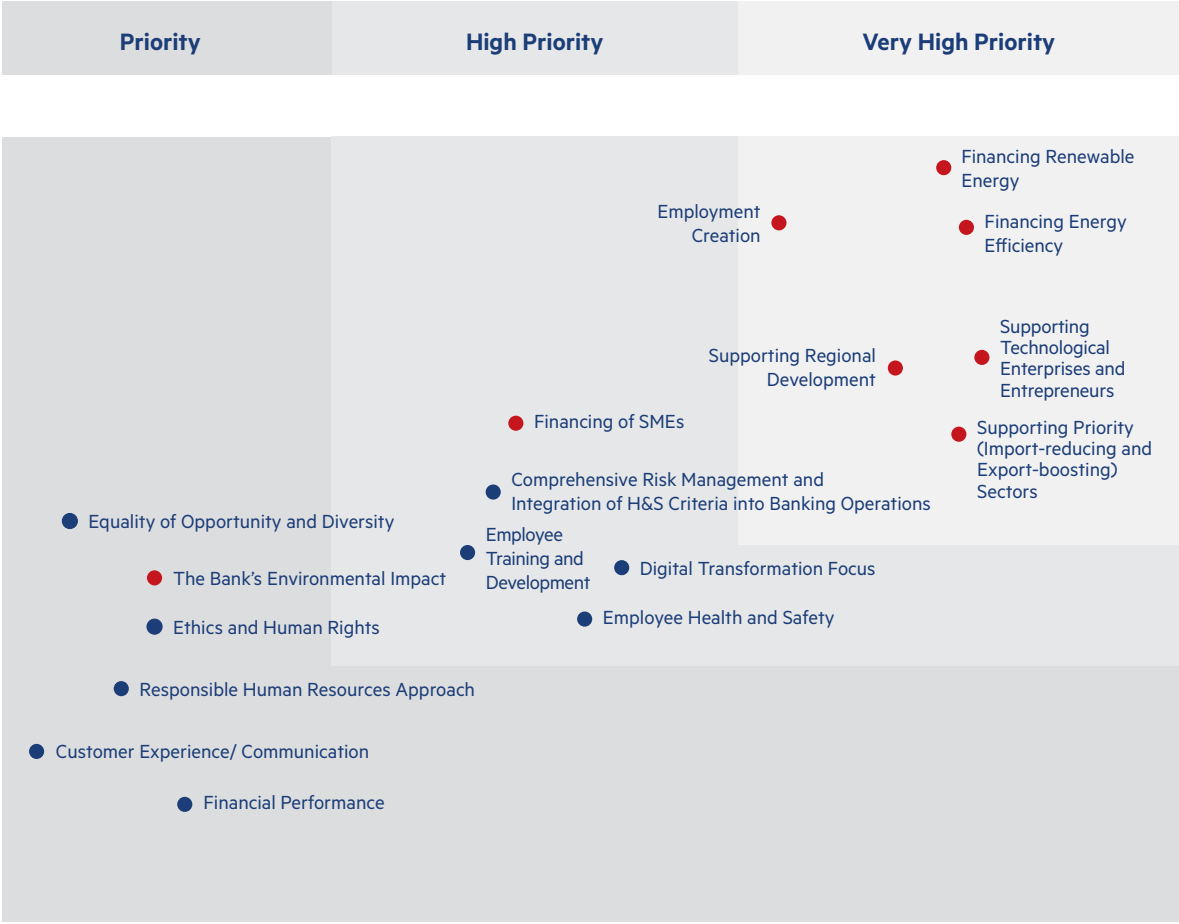 Priority
High Priority
Very High Priority
Financing Renewable
Energy
Employment
Creation
Financing Energy
Efficiency
Supporting
Technological
Enterprises and
Entrepreneurs
Supporting Regional
Development
Financing of SMEs
Supporting Priority
(Import-reducing and
Export-boosting)
Sectors
Comprehensive Risk Management and
Integration of H&S Criteria into Banking Operations
Equality of Opportunity and Diversity
Employee
Training and
Development
Digital Transformation Focus
The Bank’s Environmental Impact
Employee Health and Safety
Ethics and Human Rights
Responsible Human Resources Approach
Customer Experience/ Communication
Financial Performance